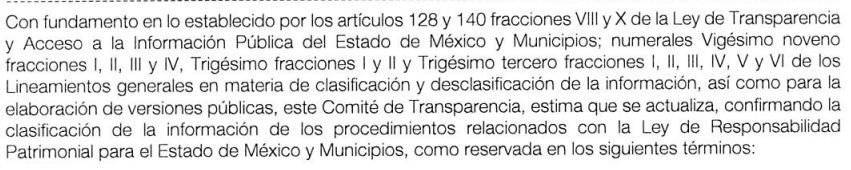 Con fundamento en lo establecido por los artículos 128 y 140 fracciones VIII y X de la Ley de Transparencia
y Acceso a la Información Pública del Estado de México y Municipios; numerales Vigésimo noveno
fracciones I, II, III y IV, Trigésimo fracciones I y II y Trigésimo tercero fracciones I, II, III, IV, V y VI de los
Lineamientos generales en materia de clasificación y desclasificación de la información, así como para la
elaboración de versiones públicas, este Comité de Transparencia, estima que se actualiza, confirmando la
clasificación de la información de los procedimientos relacionados con la Ley de Responsabilidad
Patrimonial para el Estado de México y Municipios, como reservada en los siguientes términos: